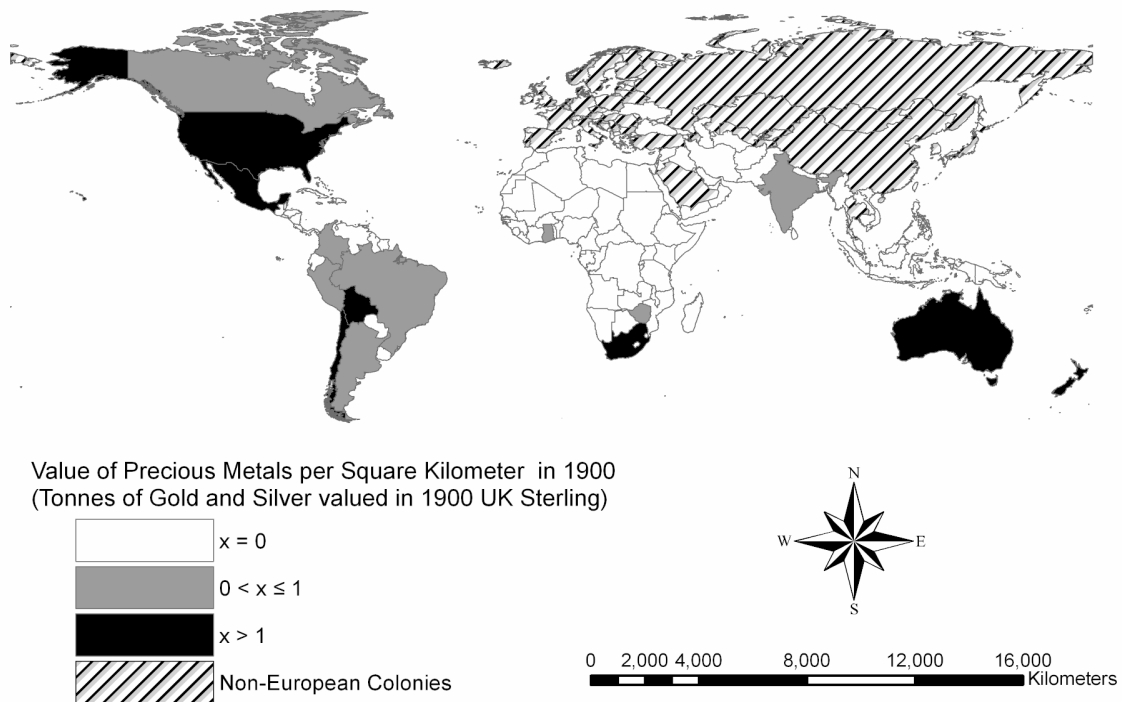 Value of Precious Metals per Square Kilometer in 1900
(Tonnes of Gold and Silver valued in 1900 UK Sterling)
x = 0
0 < x ≤ 1
x > 1
Non-European Colonies
N
W E
S
0 2,000 4,000 8,000 12,000 16,000
Kilometers